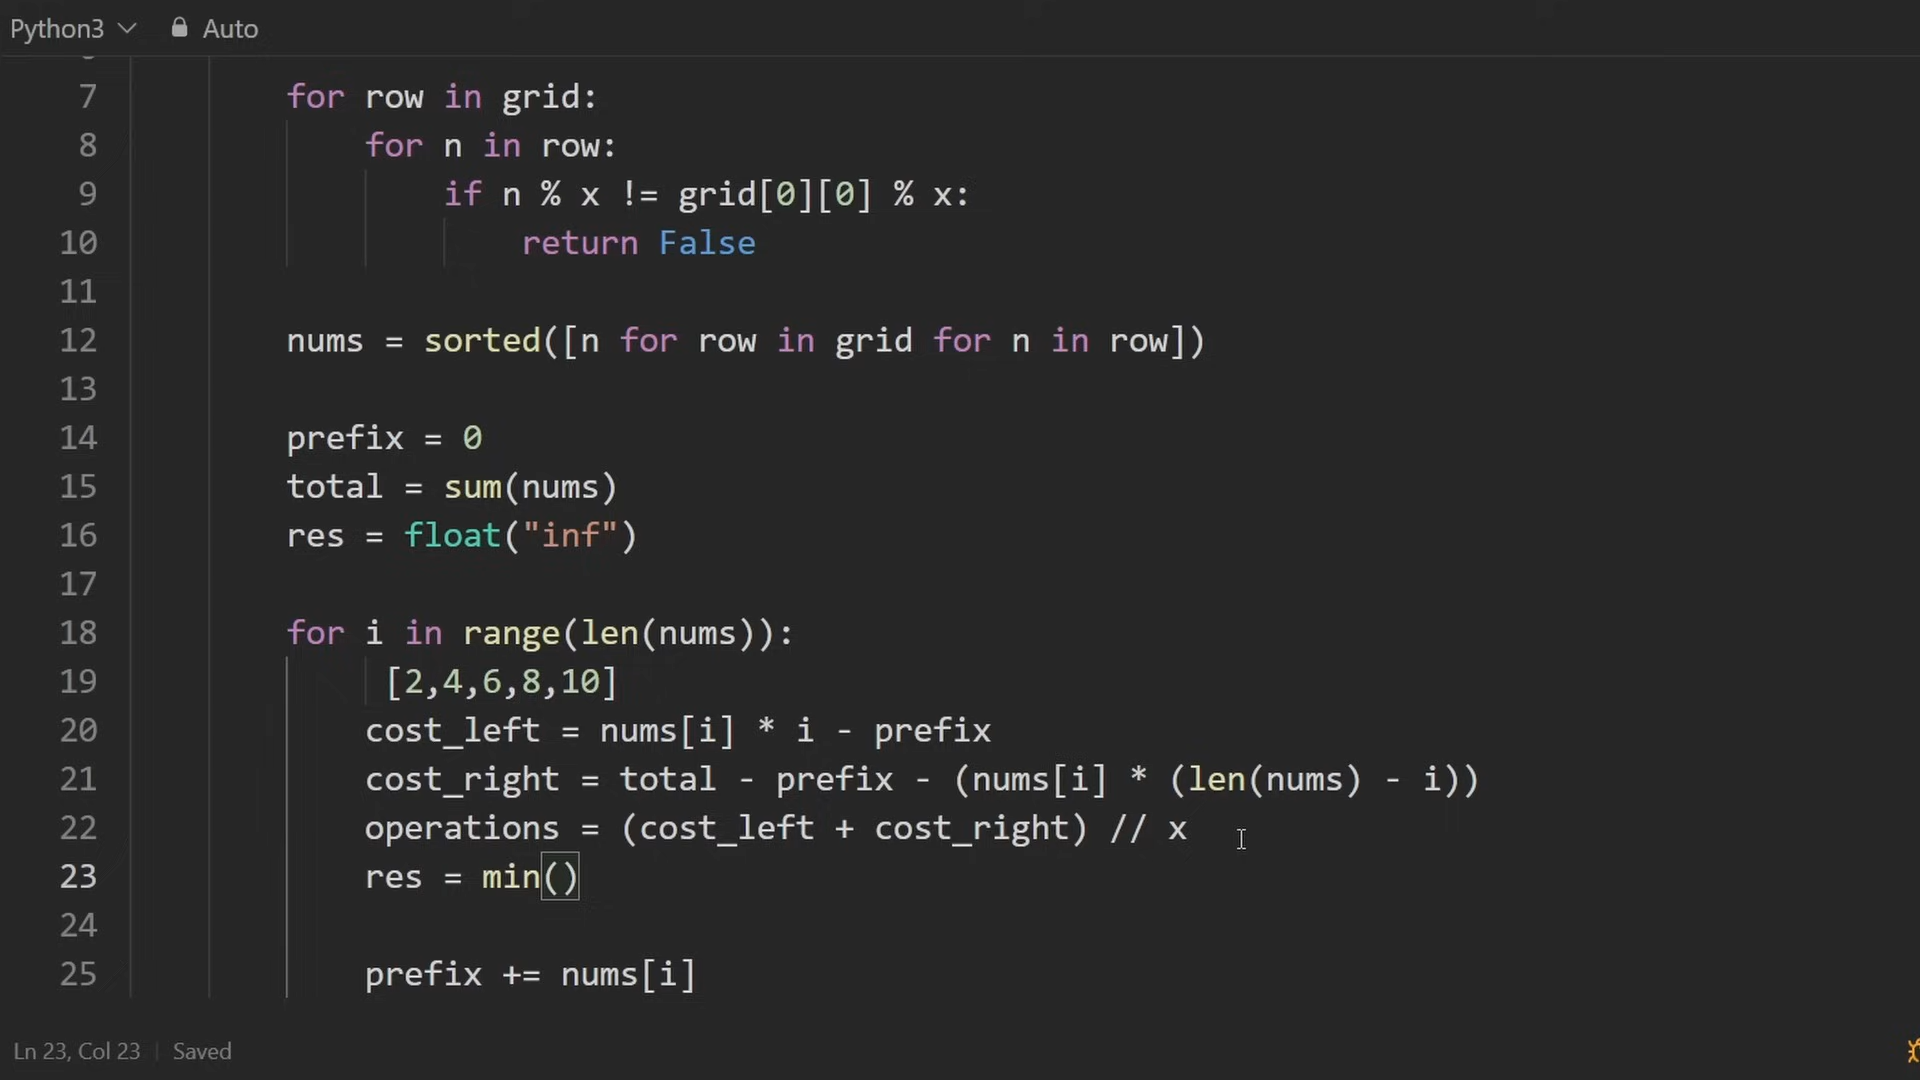 Python3 Auto
7 for row in grid:
8 for n in row:
9 if n % x != grid[0][0] % x:
10 return False
11
12 nums = sorted([n for row in grid for n in row])
13
14 prefix = 0
15 total = sum(nums)
16 res = float("inf")
17
18 for i in range(len(nums)):
19 [2,4,6,8,10]
20 cost_left = nums[i] * i - prefix
21 cost_right = total - prefix - (nums[i] * (len(nums) - i))
22 operations = (cost_left + cost_right) // x
23 res = min()
24
25 prefix += nums[i]
Ln 23, Col 23 Saved